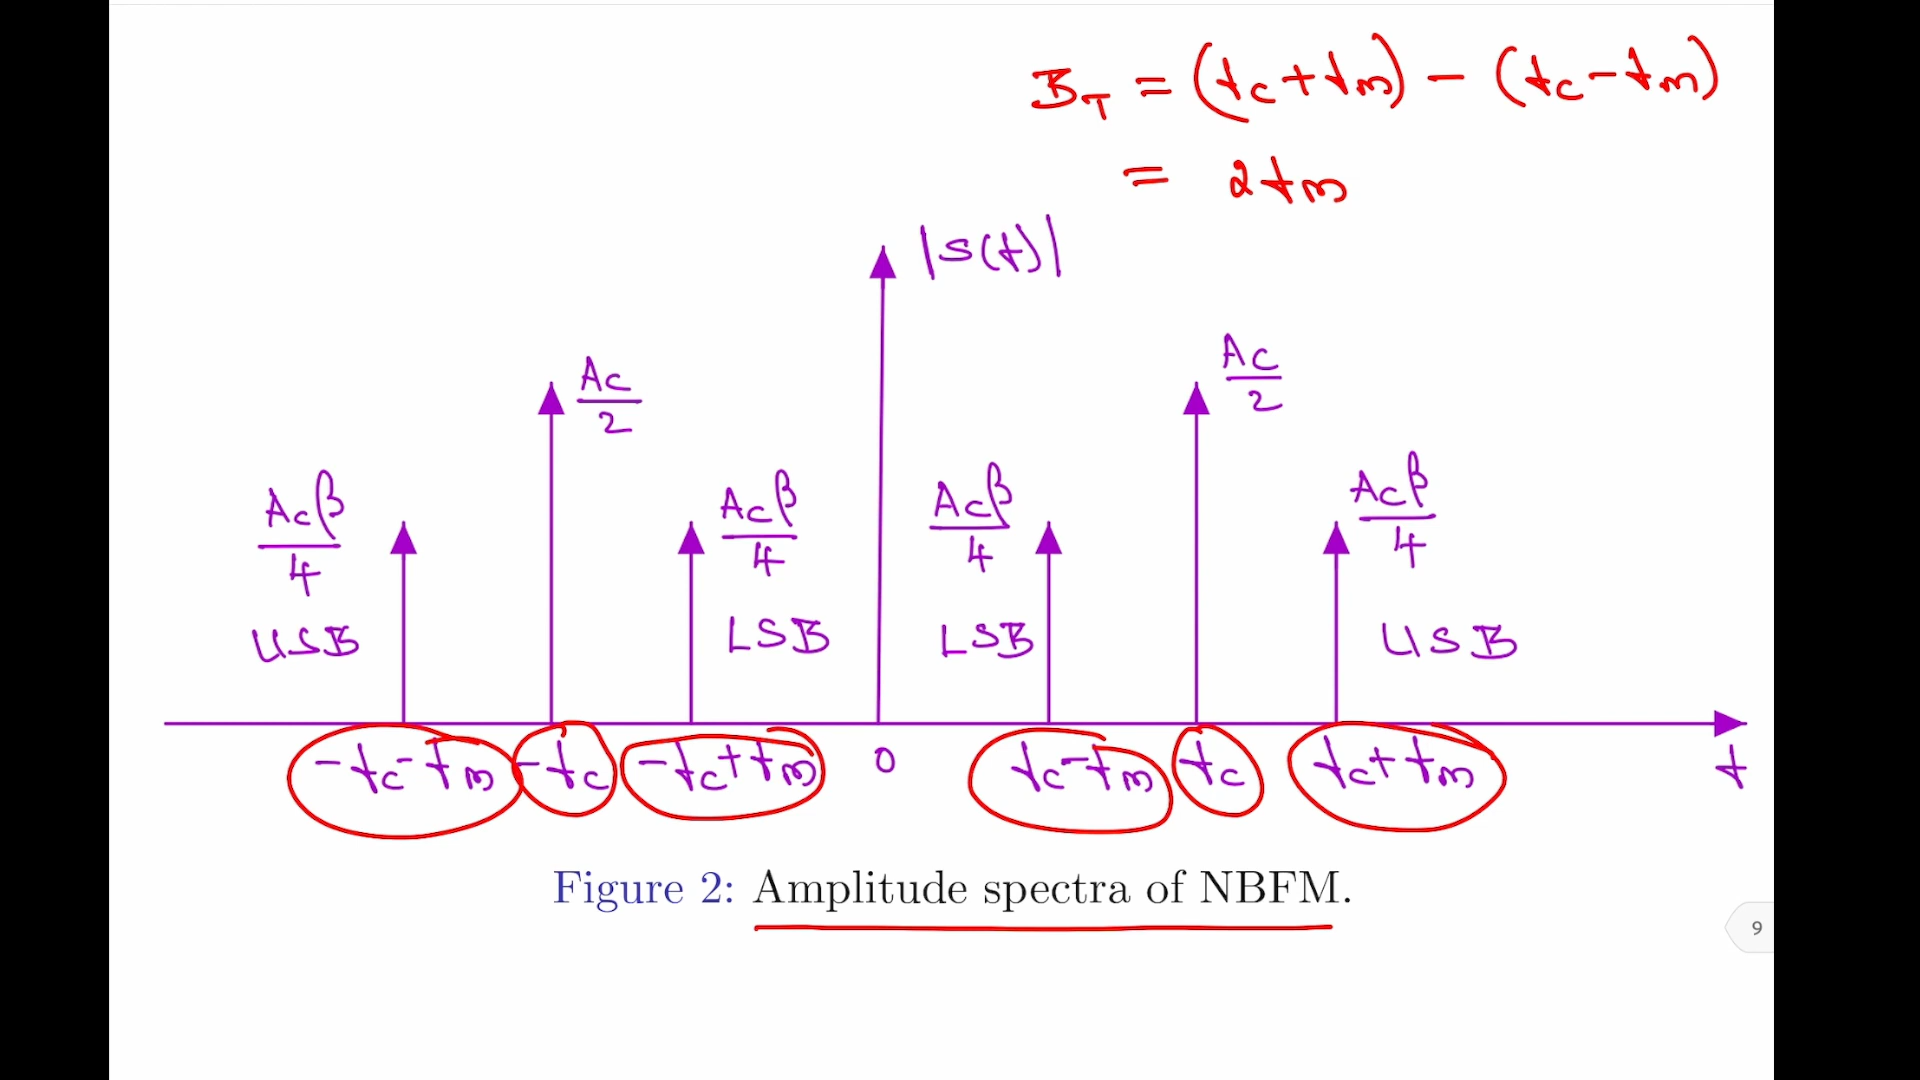 B_T = (f_c + f_m) - (f_c - f_m)
= 2f_m
|S(f)|
A_c/2
A_c/2
A_cβ/4
A_cβ/4
A_cβ/4
A_cβ/4
USB
LSB
LSB
USB
-f_c-f_m -f_c -f_c+f_m 0 f_c-f_m f_c f_c+f_m f
Figure 2: Amplitude spectra of NBFM.
9